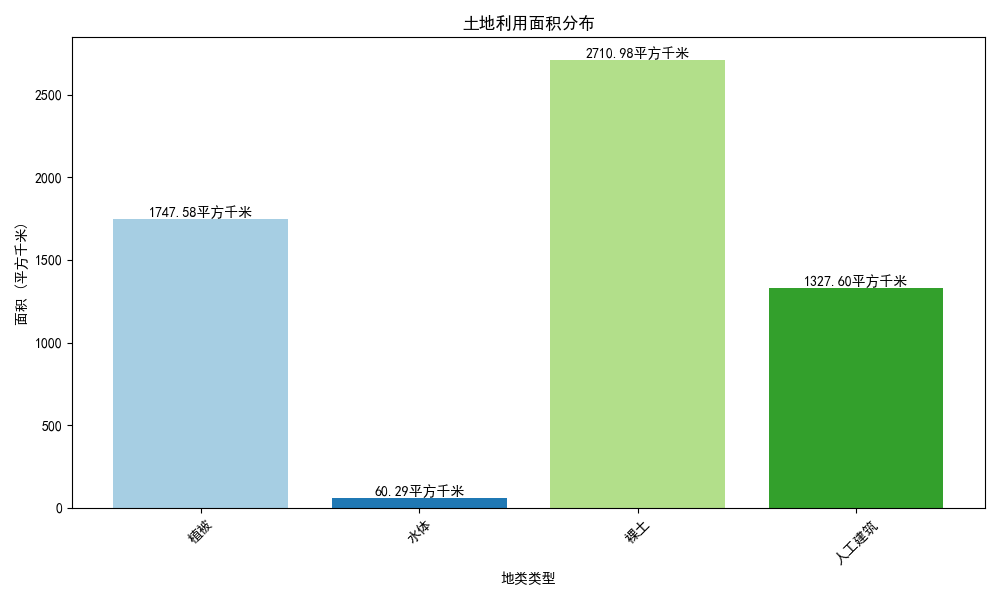 土地利用面积分布
2710.98平方千米
1747.58平方千米
1327.60平方千米
60.29平方千米
2500
2000
1500
1000
500
0
面积 (平方千米)
植被
水体
裸土
人工建筑
地类类型